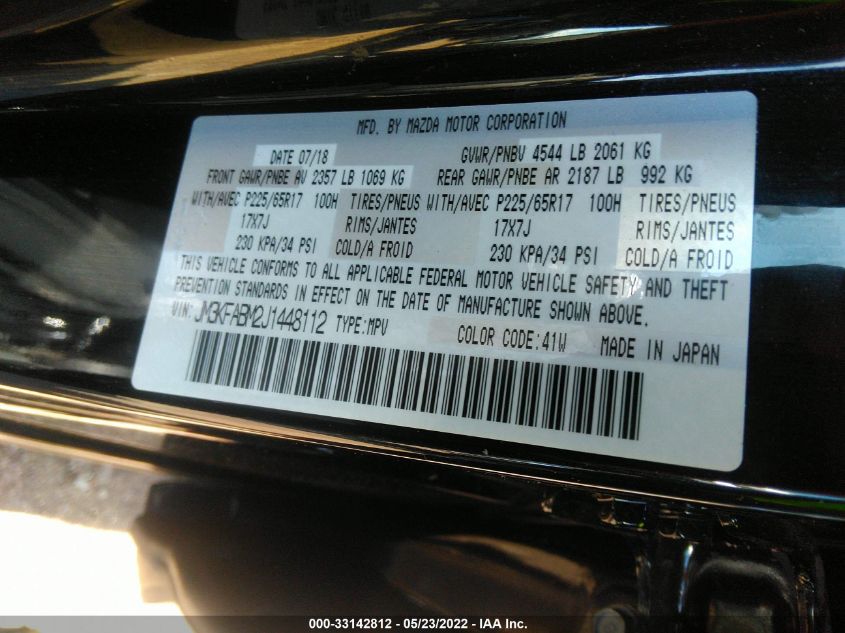 MFD. BY MAZDA MOTOR CORPORATION
DATE 07/18 GVWR/PNBV 4544 LB 2061 KG
FRONT GAWR/PNBE AV 2357 LB 1069 KG REAR GAWR/PNBE AR 2187 LB 992 KG
WITH/AVEC P225/65R17 100H TIRES/PNEUS WITH/AVEC P225/65R17 100H TIRES/PNEUS
17X7J RIMS/JANTES 17X7J RIMS/JANTES
230 KPA/34 PSI COLD/A FROID 230 KPA/34 PSI COLD/A FROID
THIS VEHICLE CONFORMS TO ALL APPLICABLE FEDERAL MOTOR VEHICLE SAFETY AND THEFT
PREVENTION STANDARDS IN EFFECT ON THE DATE OF MANUFACTURE SHOWN ABOVE.
VIN: JM3KFABM2J1448112 TYPE:MPV COLOR CODE:41W MADE IN JAPAN
000-33142812 - 05/23/2022 - IAA Inc.